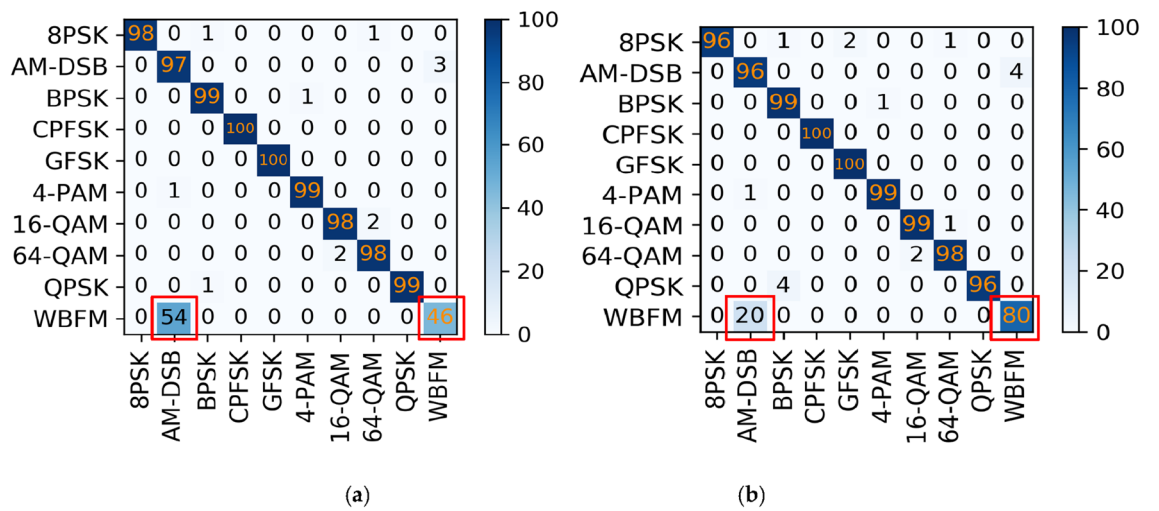 8PSK 98 0 1 0 0 0 0 1 0 0
AM-DSB 0 97 0 0 0 0 0 0 0 3
BPSK 0 0 99 0 0 1 0 0 0 0
CPFSK 0 0 0 100 0 0 0 0 0 0
GFSK 0 0 0 0 100 0 0 0 0 0
4-PAM 0 1 0 0 0 99 0 0 0 0
16-QAM 0 0 0 0 0 0 98 2 0 0
64-QAM 0 0 0 0 0 0 2 98 0 0
QPSK 0 0 1 0 0 0 0 0 99 0
WBFM 0 54 0 0 0 0 0 0 0 46
8PSK AM-DSB BPSK CPFSK GFSK 4-PAM 16-QAM 64-QAM QPSK WBFM
100
80
60
40
20
0
(a)
8PSK 96 0 1 0 2 0 0 1 0 0
AM-DSB 0 96 0 0 0 0 0 0 0 4
BPSK 0 0 99 0 0 1 0 0 0 0
CPFSK 0 0 0 100 0 0 0 0 0 0
GFSK 0 0 0 0 100 0 0 0 0 0
4-PAM 0 1 0 0 0 99 0 0 0 0
16-QAM 0 0 0 0 0 0 99 1 0 0
64-QAM 0 0 0 0 0 0 2 98 0 0
QPSK 0 0 4 0 0 0 0 0 96 0
WBFM 0 20 0 0 0 0 0 0 0 80
8PSK AM-DSB BPSK CPFSK GFSK 4-PAM 16-QAM 64-QAM QPSK WBFM
100
80
60
40
20
0
(b)